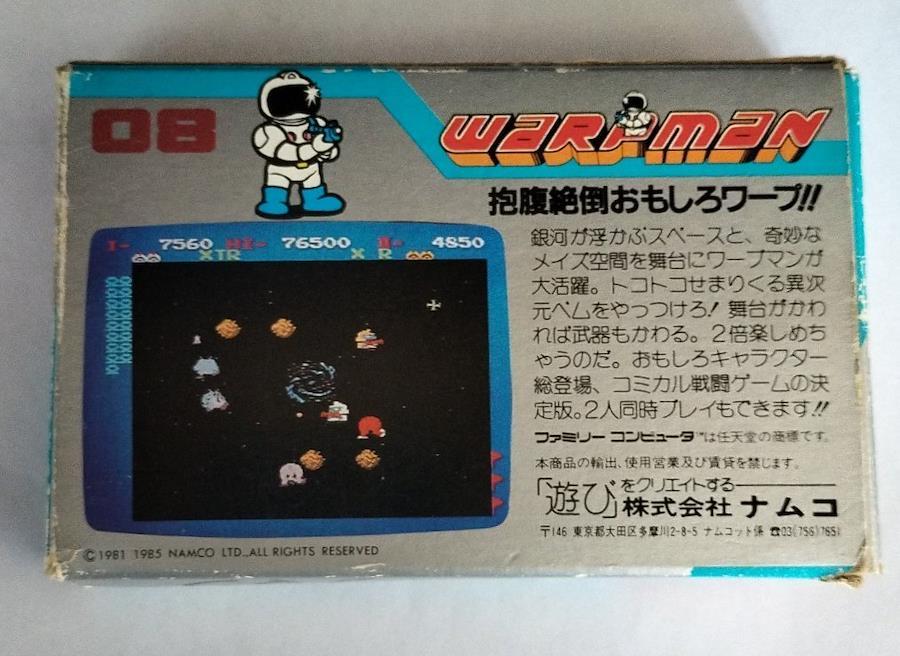 08
WARPMAN
抱腹絶倒おもしろワープ!!
I- 7560 HI- 76500 II- 4850
XTR X R
銀河が浮かぶスペースと、奇妙な
メイズ空間を舞台にワープマンが
大活躍。トコトコせまりくる異次
元ベムをやっつけろ!舞台がかわ
れば武器もかわる。2倍楽しめち
ゃうのだ。おもしろキャラクター
総登場、コミカル戦闘ゲームの決
定版。2人同時プレイもできます!!
ファミリー コンピュータ™は任天堂の商標です。
本商品の輸出、使用営業及び賃貸を禁じます。
「遊び」をクリエイトする
株式会社 ナムコ
〒146 東京都大田区多摩川2-8-5 ナムコット係 ☎03(756)7651
©1981 1985 NAMCO LTD.,ALL RIGHTS RESERVED